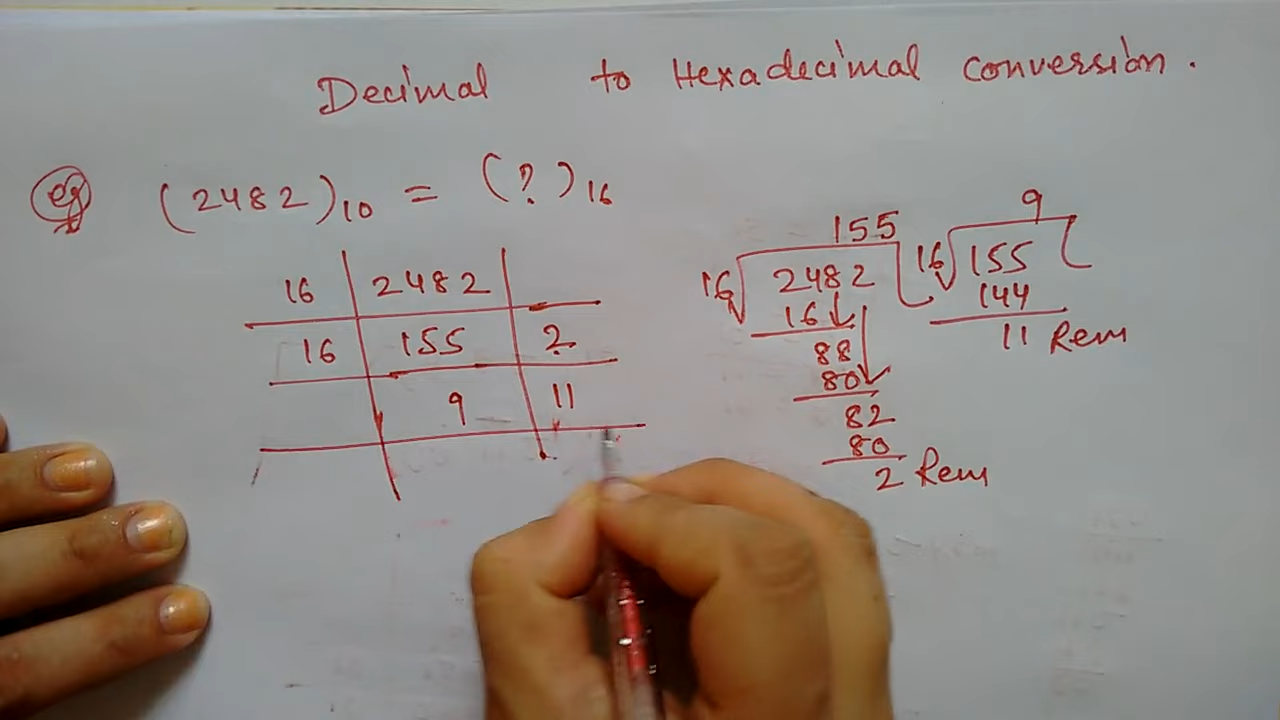 Decimal to Hexadecimal conversion.
eg (2482)10 = (?)16
16 2482
16 155 2
9 11
155
16 2482
16
88
80
82
80
2 Rem
9
16 155
144
11 Rem